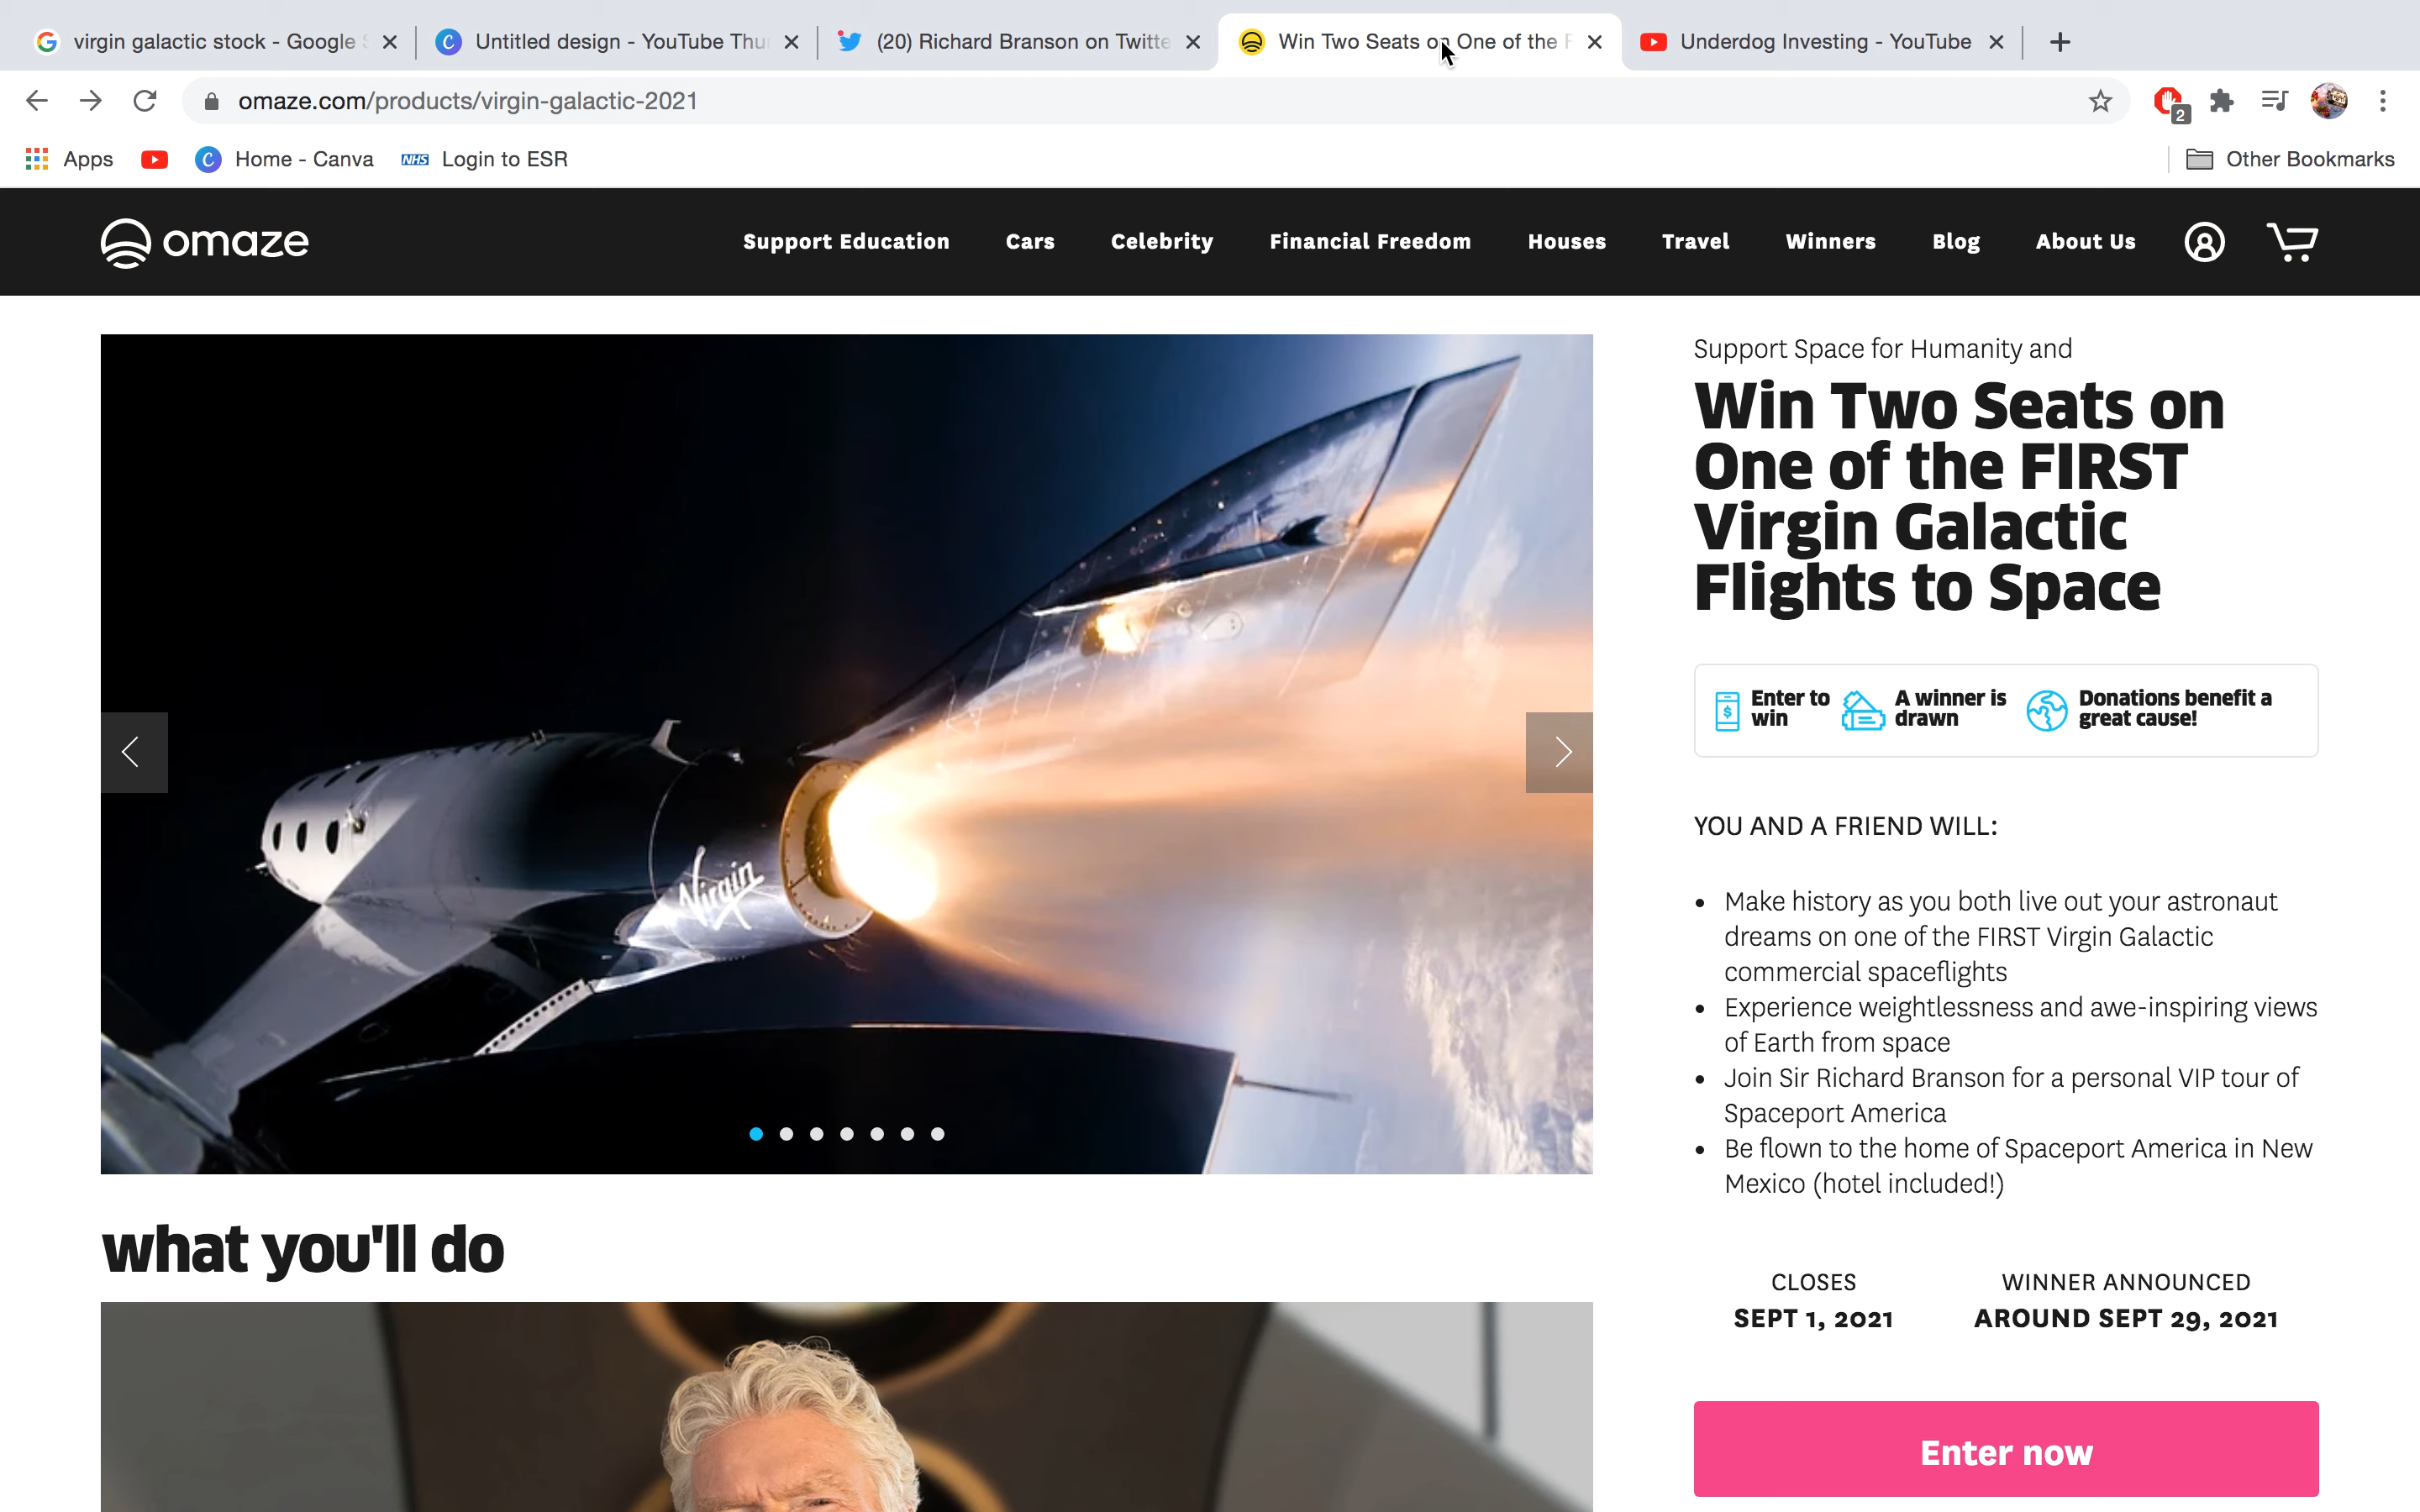 virgin galactic stock - Google
Untitled design - YouTube Thu
(20) Richard Branson on Twitte
Win Two Seats on One of the F
Underdog Investing - YouTube
omaze.com/products/virgin-galactic-2021
2
Apps
Home - Canva
NHS
Login to ESR
Other Bookmarks
omaze
Support Education
Cars
Celebrity
Financial Freedom
Houses
Travel
Winners
Blog
About Us
Virgin
Support Space for Humanity and
Win Two Seats on
One of the FIRST
Virgin Galactic
Flights to Space
Enter to
win
A winner is
drawn
Donations benefit a
great cause!
YOU AND A FRIEND WILL:
Make history as you both live out your astronaut
dreams on one of the FIRST Virgin Galactic
commercial spaceflights
Experience weightlessness and awe-inspiring views
of Earth from space
Join Sir Richard Branson for a personal VIP tour of
Spaceport America
Be flown to the home of Spaceport America in New
Mexico (hotel included!)
what you'll do
CLOSES
SEPT 1, 2021
WINNER ANNOUNCED
AROUND SEPT 29, 2021
Enter now